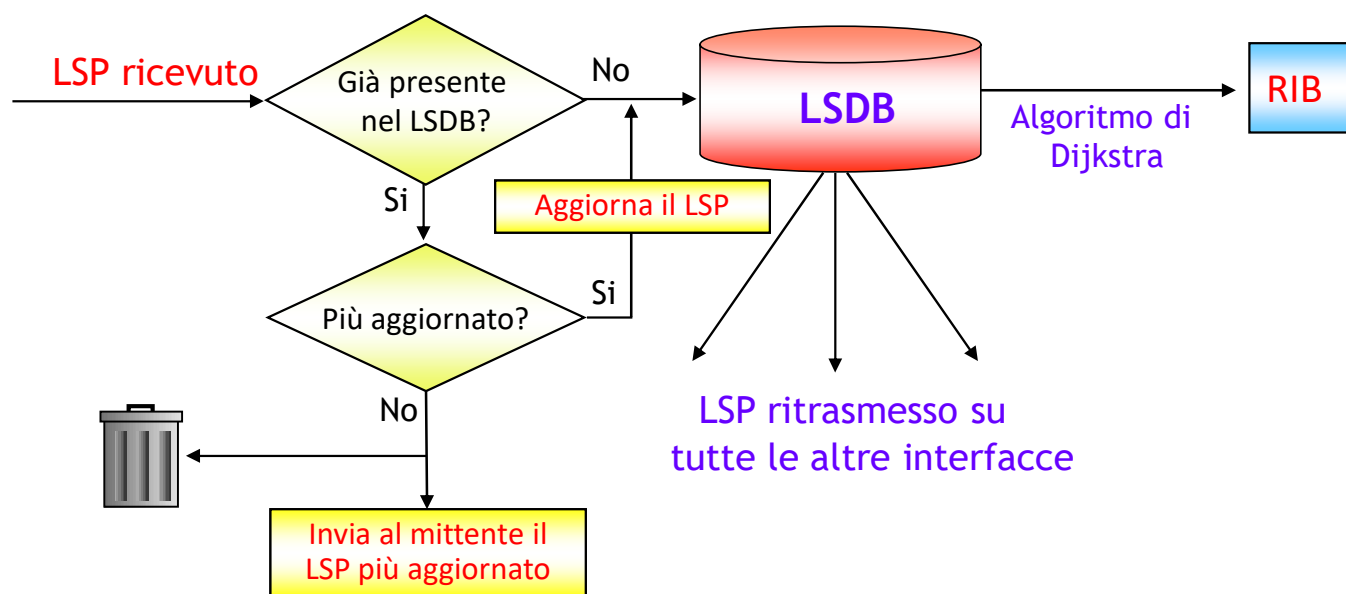 LSP ricevuto
Già presente
nel LSDB?
No
LSDB
Algoritmo di
Dijkstra
RIB
Si
Aggiorna il LSP
Più aggiornato?
Si
No
LSP ritrasmesso su
tutte le altre interfacce
Invia al mittente il
LSP più aggiornato